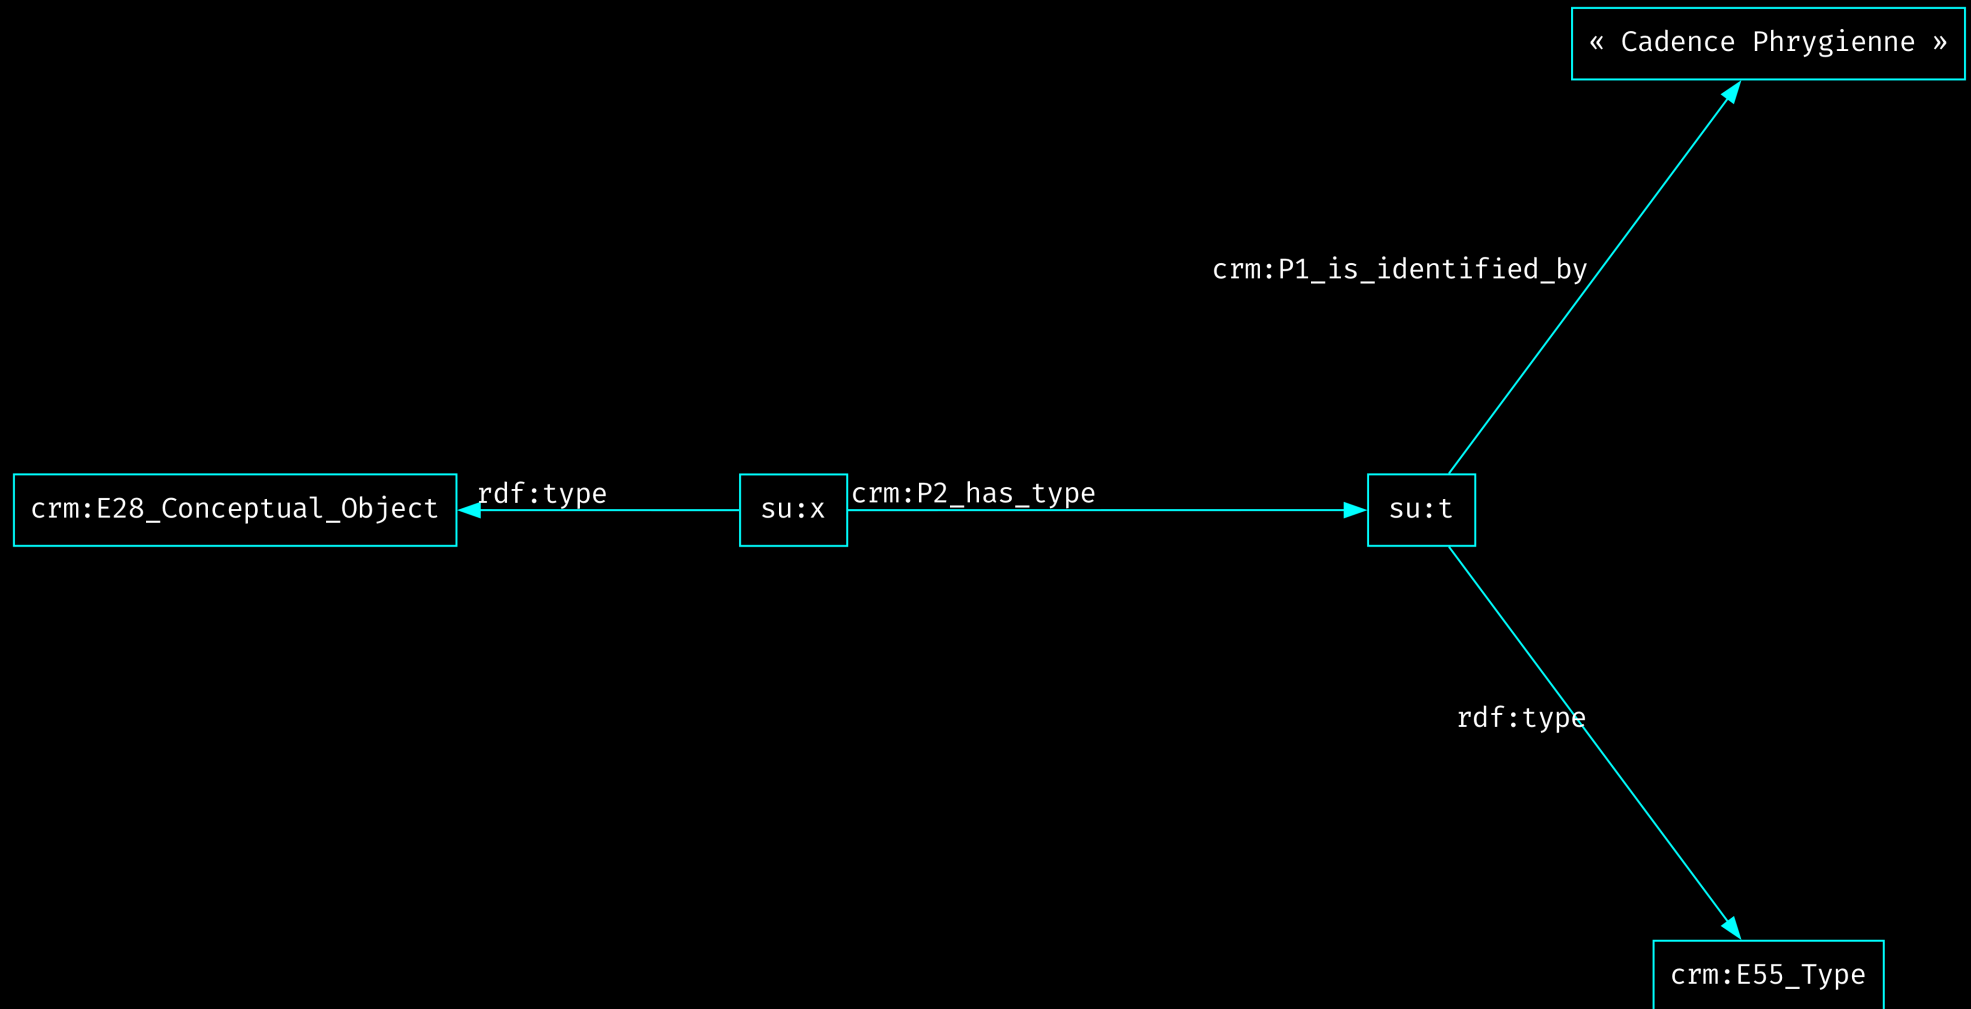 « Cadence Phrygienne »
crm:P1_is_identified_by
crm:E28_Conceptual_Object
rdf:type
su:x
crm:P2_has_type
su:t
rdf:type
crm:E55_Type